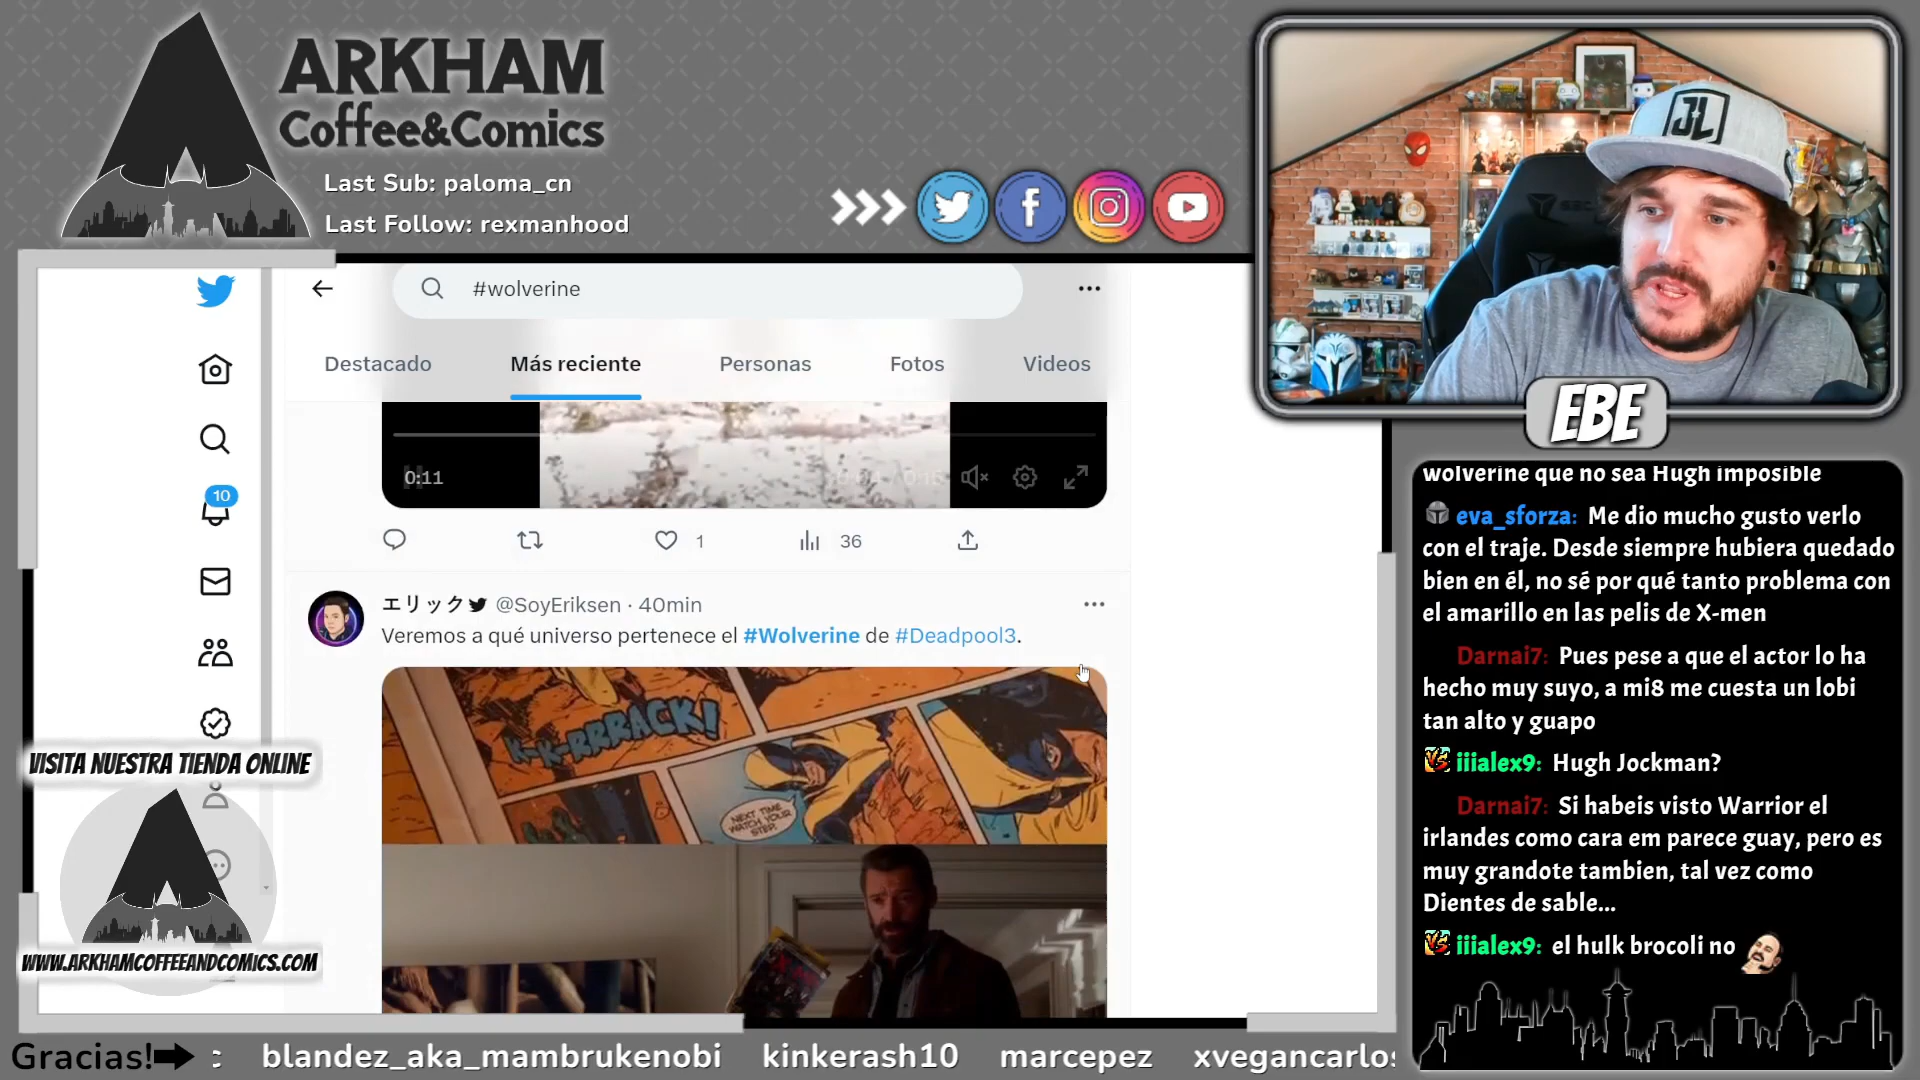 ARKHAM
Coffee&Comics
Last Sub: paloma_cn
Last Follow: rexmanhood
JL
EBE
#wolverine
Destacado
Más reciente
Personas
Fotos
Videos
0:11
1
36
10
エリック @SoyEriksen · 40min
Veremos a qué universo pertenece el #Wolverine de #Deadpool3.
K-K-RRRACK!
NEXT TIME
WATCH YOUR
STEP.
VISITA NUESTRA TIENDA ONLINE
WWW.ARKHAMCOFFEEANDCOMICS.COM
wolverine que no sea Hugh imposible
eva_sforza: Me dio mucho gusto verlo
con el traje. Desde siempre hubiera quedado
bien en él, no sé por qué tanto problema con
el amarillo en las pelis de X-men
Darnai7: Pues pese a que el actor lo ha
hecho muy suyo, a mi8 me cuesta un lobi
tan alto y guapo
iiialex9: Hugh Jockman?
Darnai7: Si habeis visto Warrior el
irlandes como cara em parece guay, pero es
muy grandote tambien, tal vez como
Dientes de sable...
iiialex9: el hulk brocoli no
Gracias! blandez_aka_mambrukenobi kinkerash10 marcepez xvegancarlos